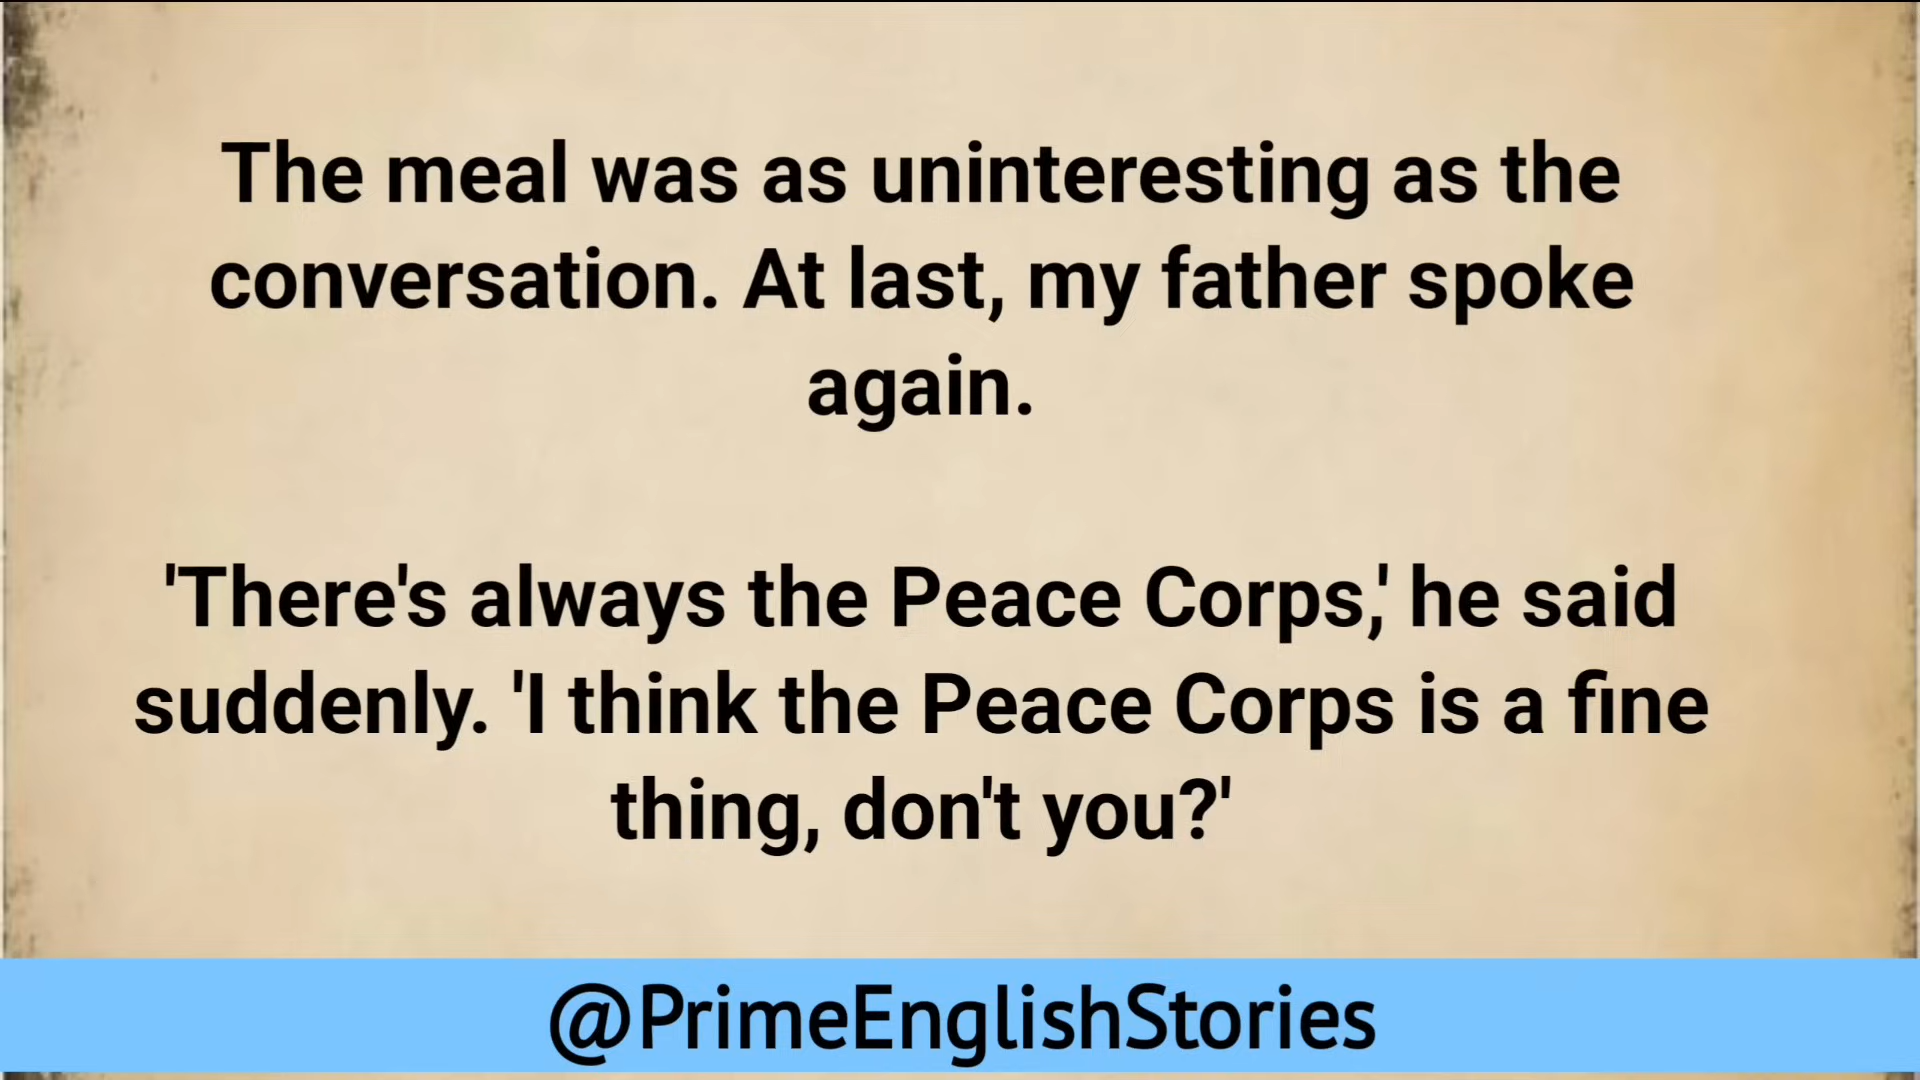 The meal was as uninteresting as the
conversation. At last, my father spoke
again.
'There's always the Peace Corps,' he said
suddenly. 'I think the Peace Corps is a fine
thing, don't you?'
@PrimeEnglishStories